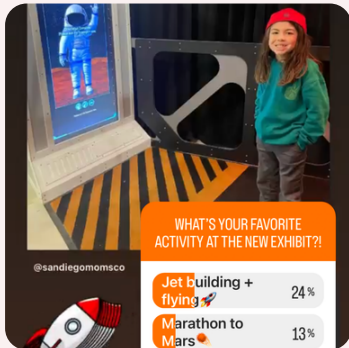 @sandiegomomsco
WHAT'S YOUR FAVORITE
ACTIVITY AT THE NEW EXHIBIT?!
Jet building +
flying🚀
24%
Marathon to
Mars
13%